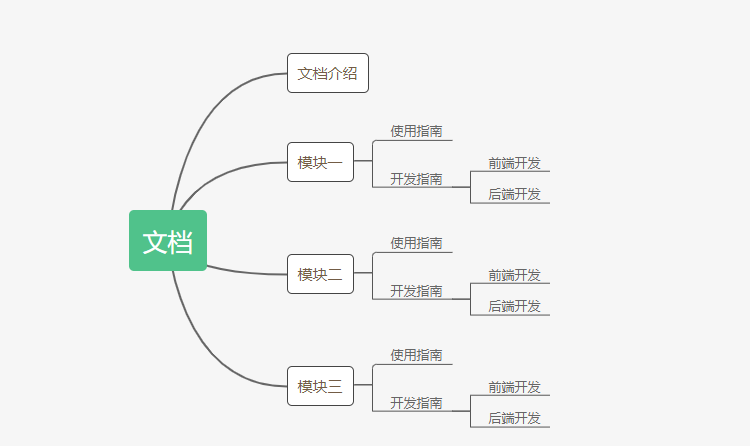 文档
文档介绍
模块一
使用指南
开发指南
前端开发
后端开发
模块二
使用指南
开发指南
前端开发
后端开发
模块三
使用指南
开发指南
前端开发
后端开发